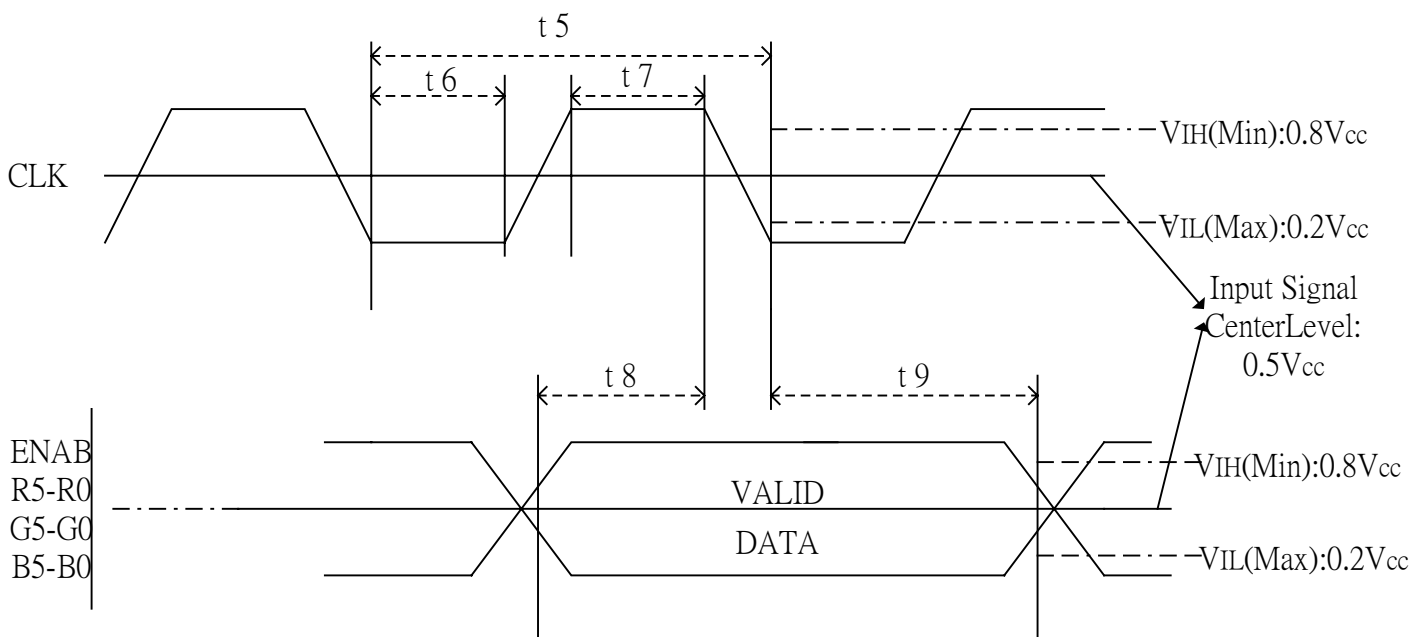 t 5
t 6
t 7
VIH(Min):0.8Vcc
CLK
VIL(Max):0.2Vcc
Input Signal
CenterLevel:
0.5Vcc
t 8
t 9
ENAB
R5-R0
G5-G0
B5-B0
VALID
DATA
VIH(Min):0.8Vcc
VIL(Max):0.2Vcc